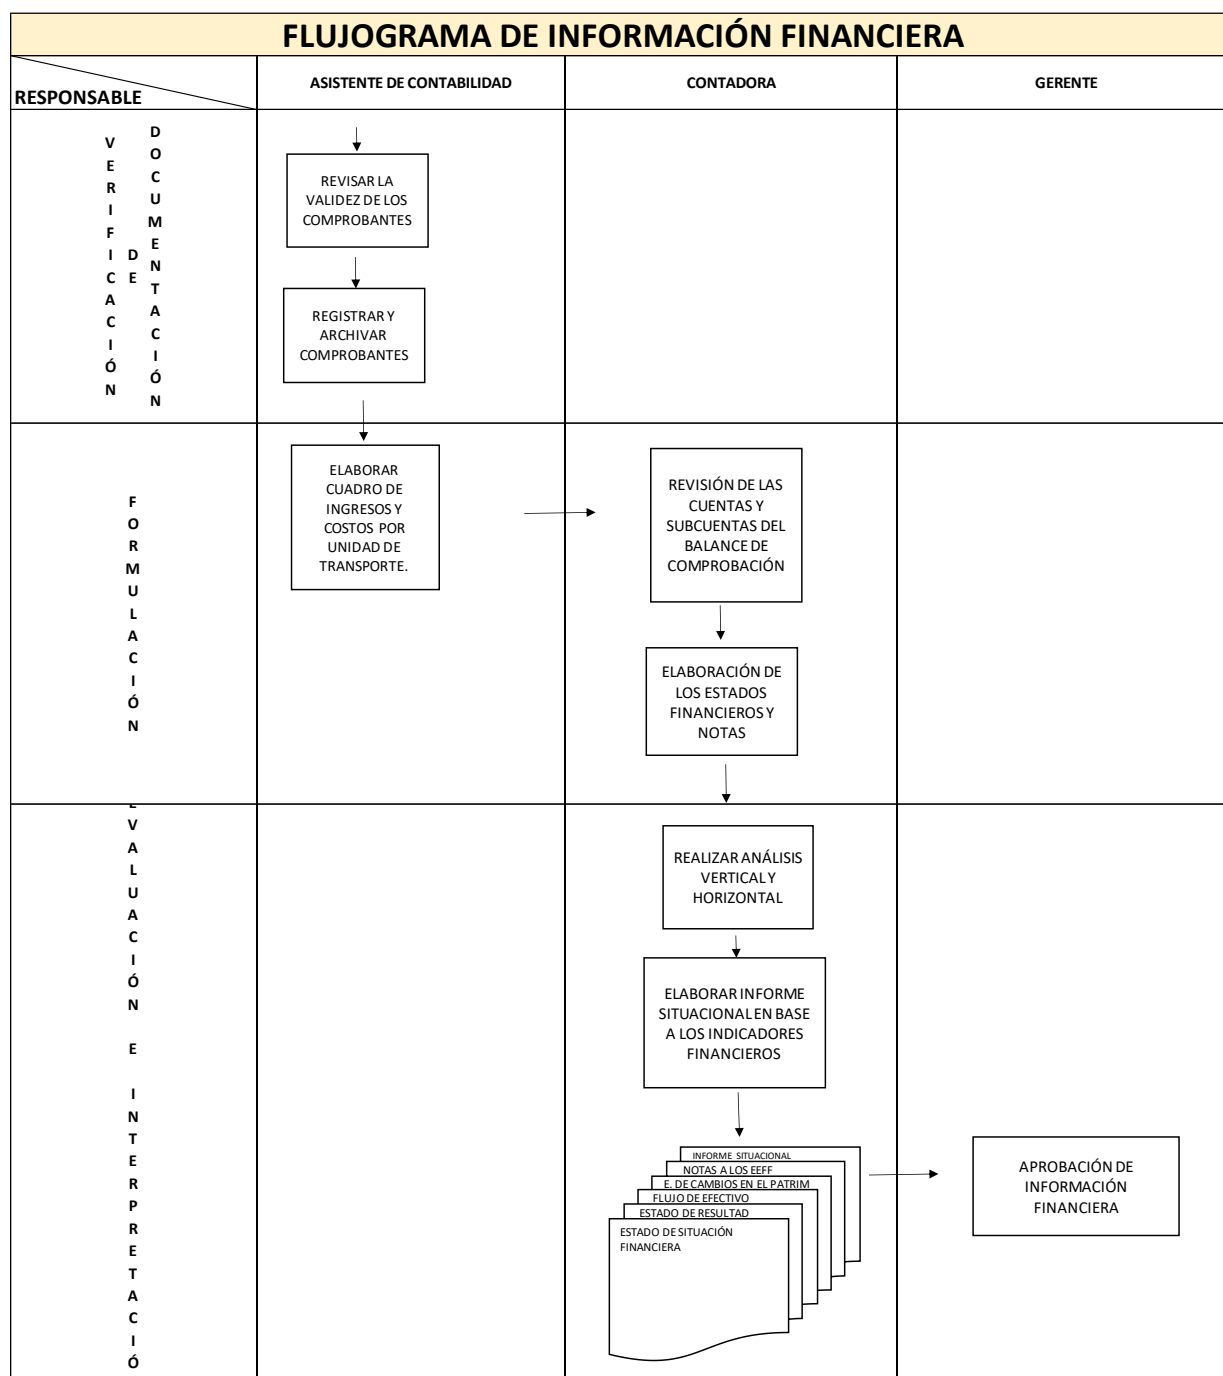 FLUJOGRAMA DE INFORMACIÓN FINANCIERA
RESPONSABLE
ASISTENTE DE CONTABILIDAD
CONTADORA
GERENTE
VERIFICACIÓN
DE
DOCUMENTACIÓN
REVISAR LA
VALIDEZ DE LOS
COMPROBANTES
REGISTRAR Y
ARCHIVAR
COMPROBANTES
FORMULACIÓN
ELABORAR
CUADRO DE
INGRESOS Y
COSTOS POR
UNIDAD DE
TRANSPORTE.
REVISIÓN DE LAS
CUENTAS Y
SUBCUENTAS DEL
BALANCE DE
COMPROBACIÓN
ELABORACIÓN DE
LOS ESTADOS
FINANCIEROS Y
NOTAS
EVALUACIÓN E INTERPRETACIÓ
REALIZAR ANÁLISIS
VERTICAL Y
HORIZONTAL
ELABORAR INFORME
SITUACIONAL EN BASE
A LOS INDICADORES
FINANCIEROS
INFORME SITUACIONAL
NOTAS A LOS EEFF
E. DE CAMBIOS EN EL PATRIM
FLUJO DE EFECTIVO
ESTADO DE RESULTAD
ESTADO DE SITUACIÓN
FINANCIERA
APROBACIÓN DE
INFORMACIÓN
FINANCIERA